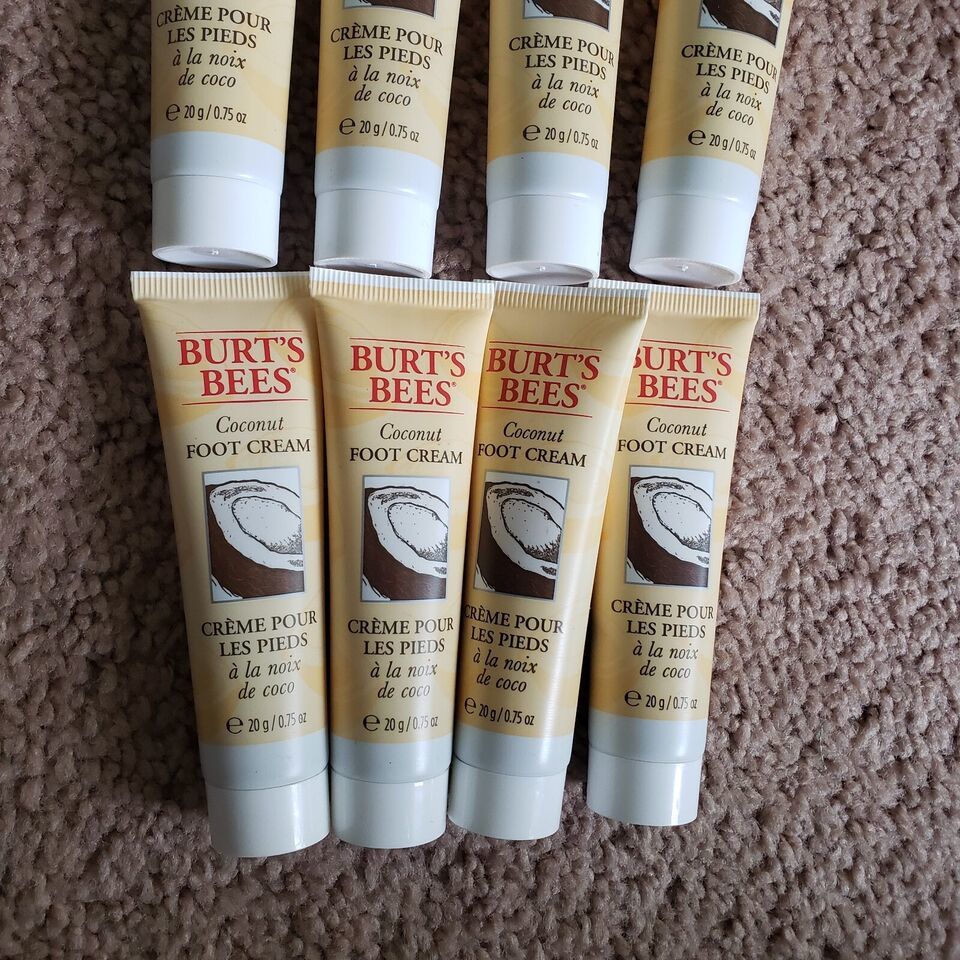 CRÈME POUR
LES PIEDS
à la noix
de coco
e 20 g / 0.75 oz
CRÈME POUR
LES PIEDS
à la noix
de coco
e 20 g / 0.75 oz
CRÈME POUR
LES PIEDS
à la noix
de coco
e 20 g / 0.75 oz
CRÈME POUR
LES PIEDS
à la noix
de coco
e 20 g / 0.75 oz
BURT'S
BEES®
Coconut
FOOT CREAM
CRÈME POUR
LES PIEDS
à la noix
de coco
e 20 g / 0.75 oz
BURT'S
BEES®
Coconut
FOOT CREAM
CRÈME POUR
LES PIEDS
à la noix
de coco
e 20 g / 0.75 oz
BURT'S
BEES®
Coconut
FOOT CREAM
CRÈME POUR
LES PIEDS
à la noix
de coco
e 20 g / 0.75 oz
BURT'S
BEES®
Coconut
FOOT CREAM
CRÈME POUR
LES PIEDS
à la noix
de coco
e 20 g / 0.75 oz